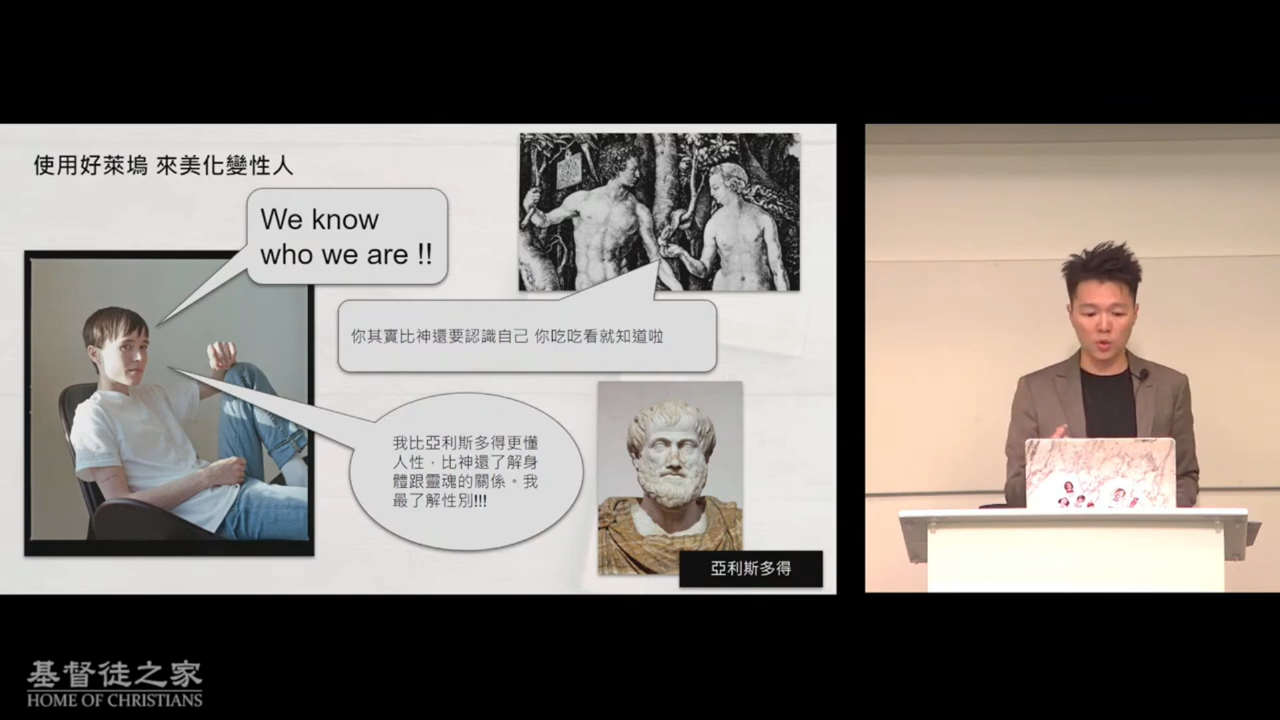 使用好萊塢 來美化變性人
We know
who we are !!
你其實比神還要認識自己 你吃吃看就知道啦
我比亞利斯多得更懂
人性，比神還了解身
體跟靈魂的關係。我
最了解性別!!!
亞利斯多得
基督徒之家
HOME OF CHRISTIANS